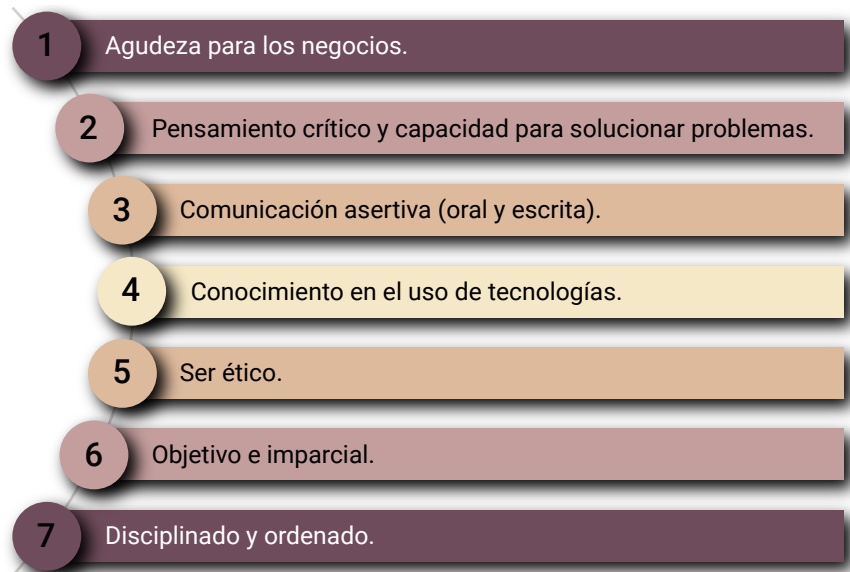 1 Agudeza para los negocios.
2 Pensamiento crítico y capacidad para solucionar problemas.
3 Comunicación asertiva (oral y escrita).
4 Conocimiento en el uso de tecnologías.
5 Ser ético.
6 Objetivo e imparcial.
7 Disciplinado y ordenado.